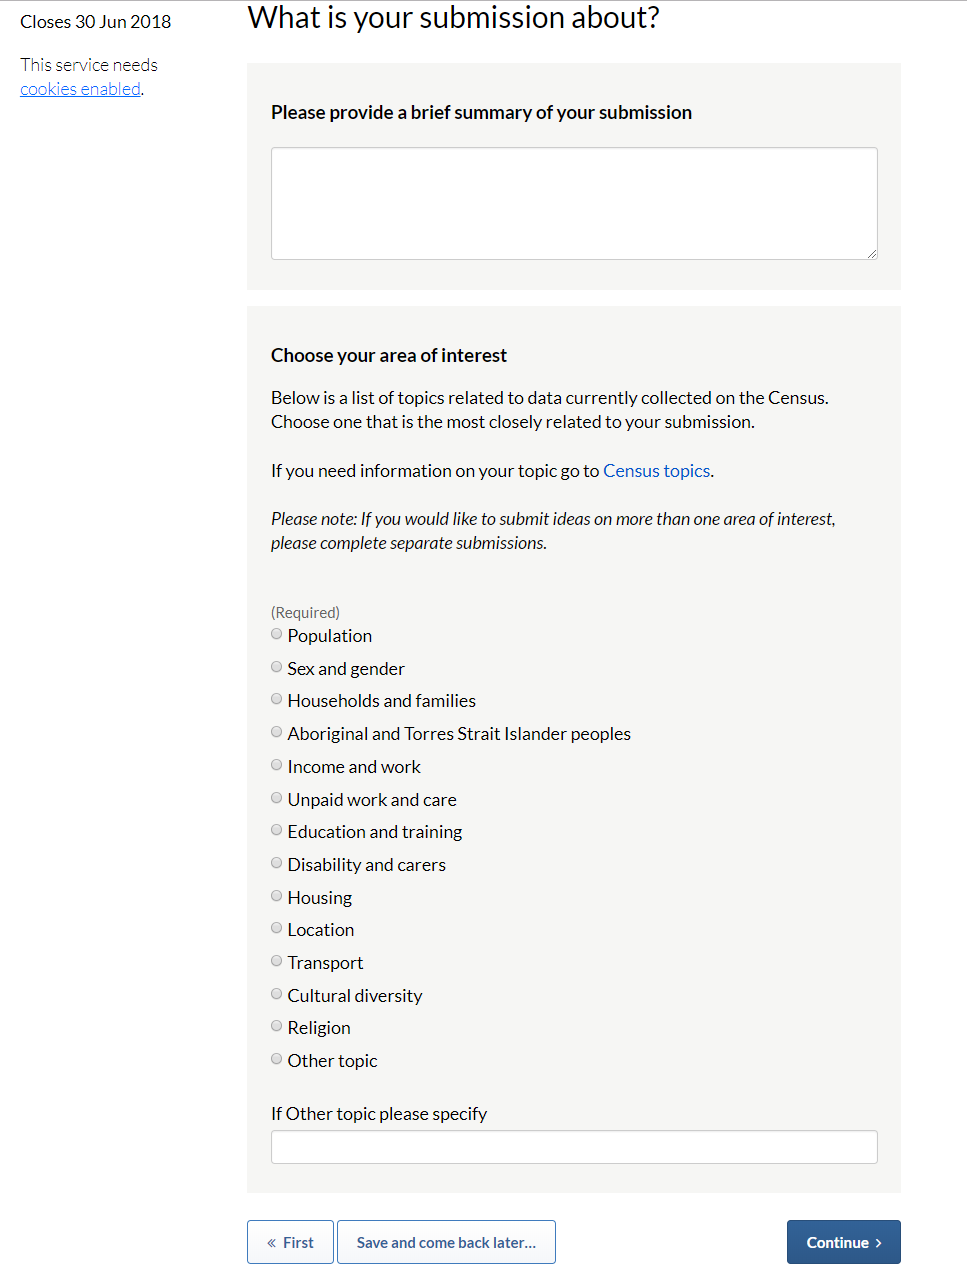 Closes 30 Jun 2018
This service needs
cookies enabled.
What is your submission about?
Please provide a brief summary of your submission
Choose your area of interest
Below is a list of topics related to data currently collected on the Census.
Choose one that is the most closely related to your submission.
If you need information on your topic go to Census topics.
Please note: If you would like to submit ideas on more than one area of interest,
please complete separate submissions.
(Required)
Population
Sex and gender
Households and families
Aboriginal and Torres Strait Islander peoples
Income and work
Unpaid work and care
Education and training
Disability and carers
Housing
Location
Transport
Cultural diversity
Religion
Other topic
If Other topic please specify
« First
Save and come back later...
Continue >